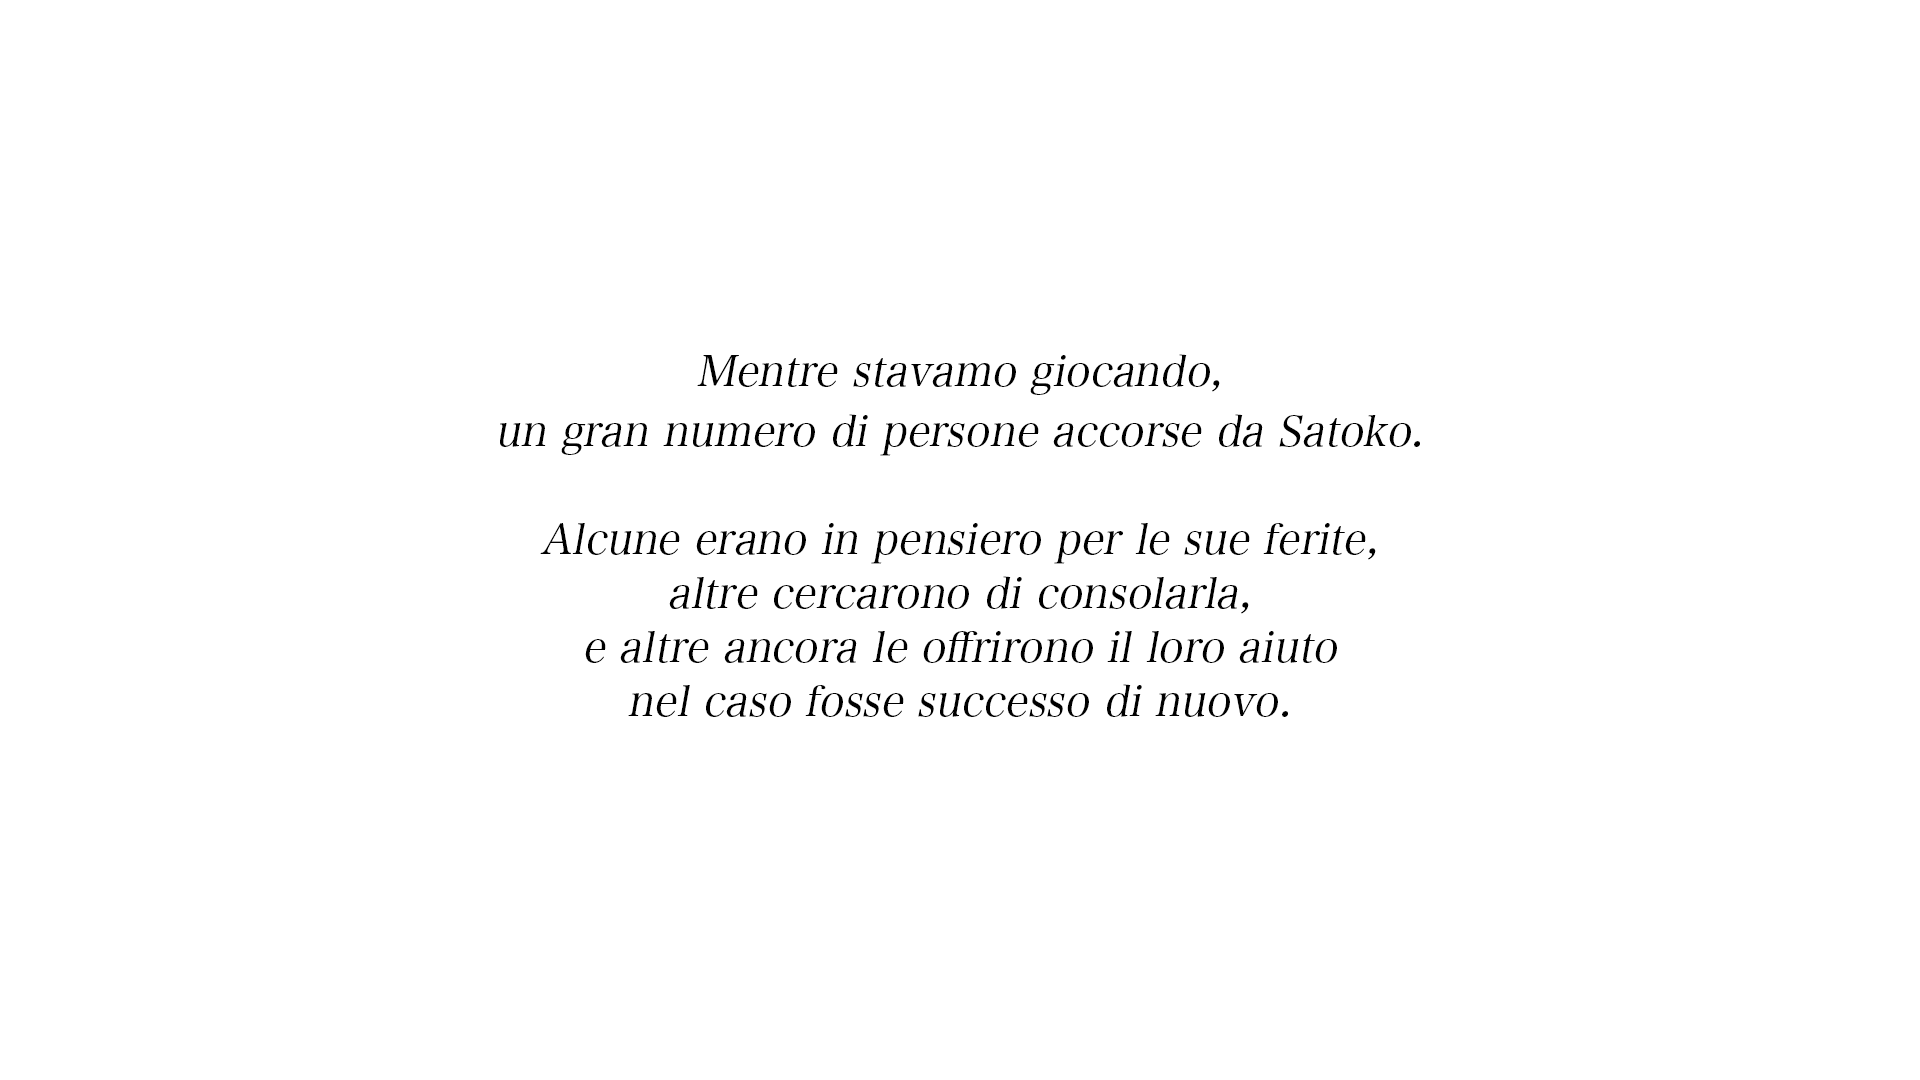 Mentre stavamo giocando,
un gran numero di persone accorse da Satoko.
Alcune erano in pensiero per le sue ferite,
altre cercarono di consolarla,
e altre ancora le offrirono il loro aiuto
nel caso fosse successo di nuovo.